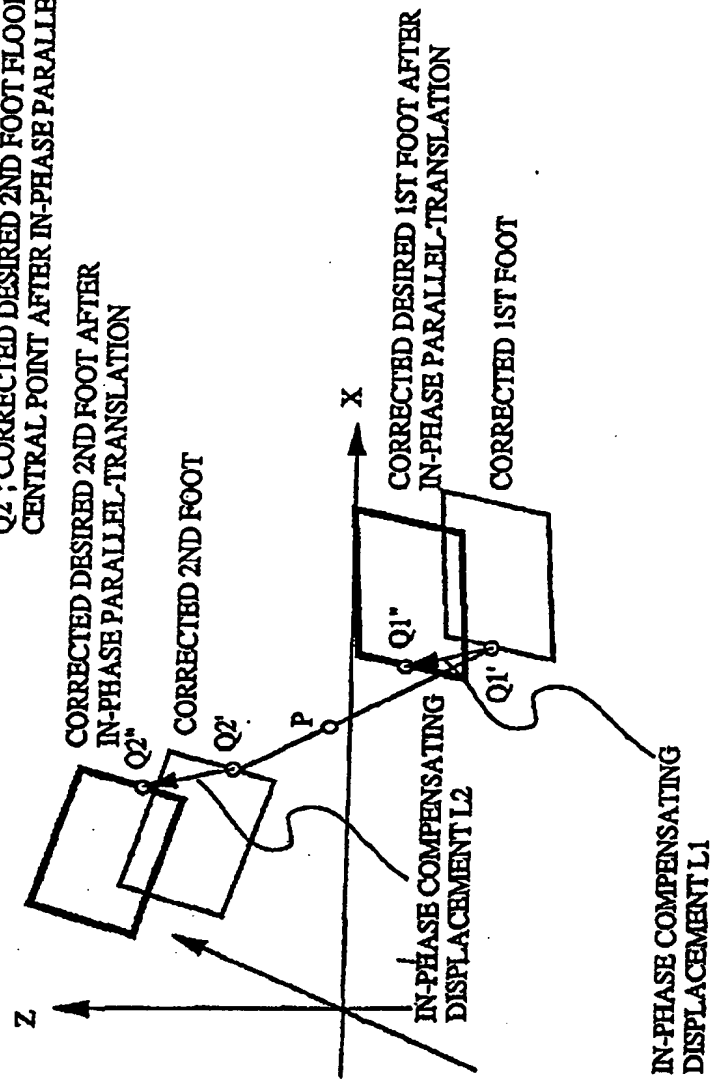 Q2"; CORRECTED DESIRED 2ND FOOT
CENTRAL POINT AFTER IN-PHASE
CORRECTED DESIRED 2ND FOOT AFTER
IN-PHASE PARALLEL-TRANSLATION
Q2"
CORRECTED 2ND FOOT
Q2'
P
Z
X
CORRECTED DESIRED 1ST FOOT AFTER
IN-PHASE PARALLEL-TRANSLATION
Q1"
CORRECTED 1ST FOOT
Q1'
IN-PHASE COMPENSATING
DISPLACEMENT L2
IN-PHASE COMPENSATING
DISPLACEMENT L1